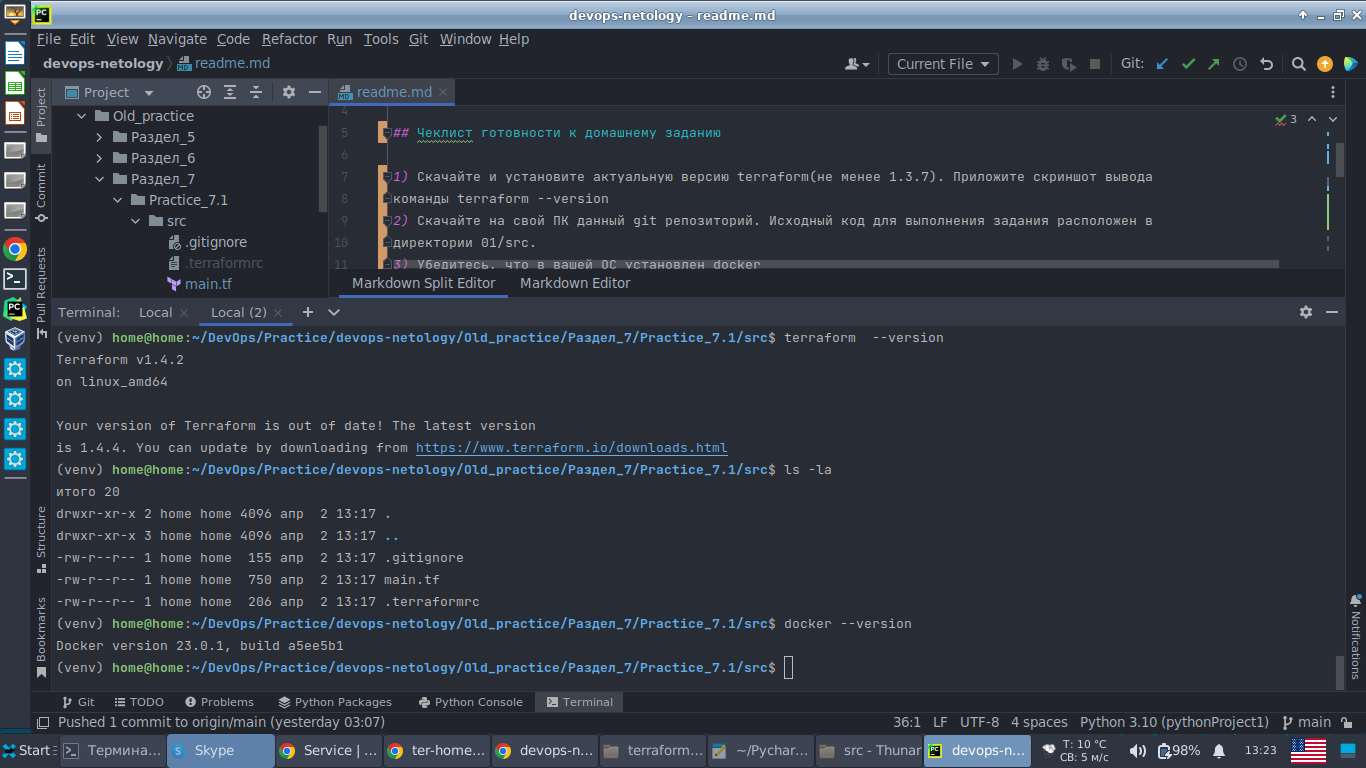 devops-netology – readme.md
File Edit View Navigate Code Refactor Run Tools Git Window Help
devops-netology readme.md
Current File
Git:
Project
readme.md
Project
Commit
Pull Requests
Structure
Bookmarks
Old_practice
Раздел_5
Раздел_6
Раздел_7
Practice_7.1
src
.gitignore
.terraformrc
main.tf
4
5 ## Чеклист готовности к домашнему заданию
3
6
7 1) Скачайте и установите актуальную версию terraform(не менее 1.3.7). Приложите скриншот вывода
8 команды terraform --version
9 2) Скачайте на свой ПК данный git репозиторий. Исходный код для выполнения задания расположен в
10 директории 01/src.
11 3) Убедитесь, что в вашей ОС установлен docker
Markdown Split Editor Markdown Editor
Terminal: Local Local (2)
(venv) home@home:~/DevOps/Practice/devops-netology/Old_practice/Раздел_7/Practice_7.1/src$ terraform  --version
Terraform v1.4.2
on linux_amd64
Your version of Terraform is out of date! The latest version
is 1.4.4. You can update by downloading from https://www.terraform.io/downloads.html
(venv) home@home:~/DevOps/Practice/devops-netology/Old_practice/Раздел_7/Practice_7.1/src$ ls -la
итого 20
drwxr-xr-x 2 home home 4096 апр  2 13:17 .
drwxr-xr-x 3 home home 4096 апр  2 13:17 ..
-rw-r--r-- 1 home home  155 апр  2 13:17 .gitignore
-rw-r--r-- 1 home home  750 апр  2 13:17 main.tf
-rw-r--r-- 1 home home  206 апр  2 13:17 .terraformrc
(venv) home@home:~/DevOps/Practice/devops-netology/Old_practice/Раздел_7/Practice_7.1/src$ docker --version
Docker version 23.0.1, build a5ee5b1
(venv) home@home:~/DevOps/Practice/devops-netology/Old_practice/Раздел_7/Practice_7.1/src$
Notifications
Git TODO Problems Python Packages Python Console Terminal
Pushed 1 commit to origin/main (yesterday 03:07)
36:1 LF UTF-8 4 spaces Python 3.10 (pythonProject1) main
Start Термина... Skype Service | ... ter-home... devops-n... terraform... ~/Pychar... src - Thunar devops-n...
T: 10 °C
СВ: 5 м/с
98%
13:23